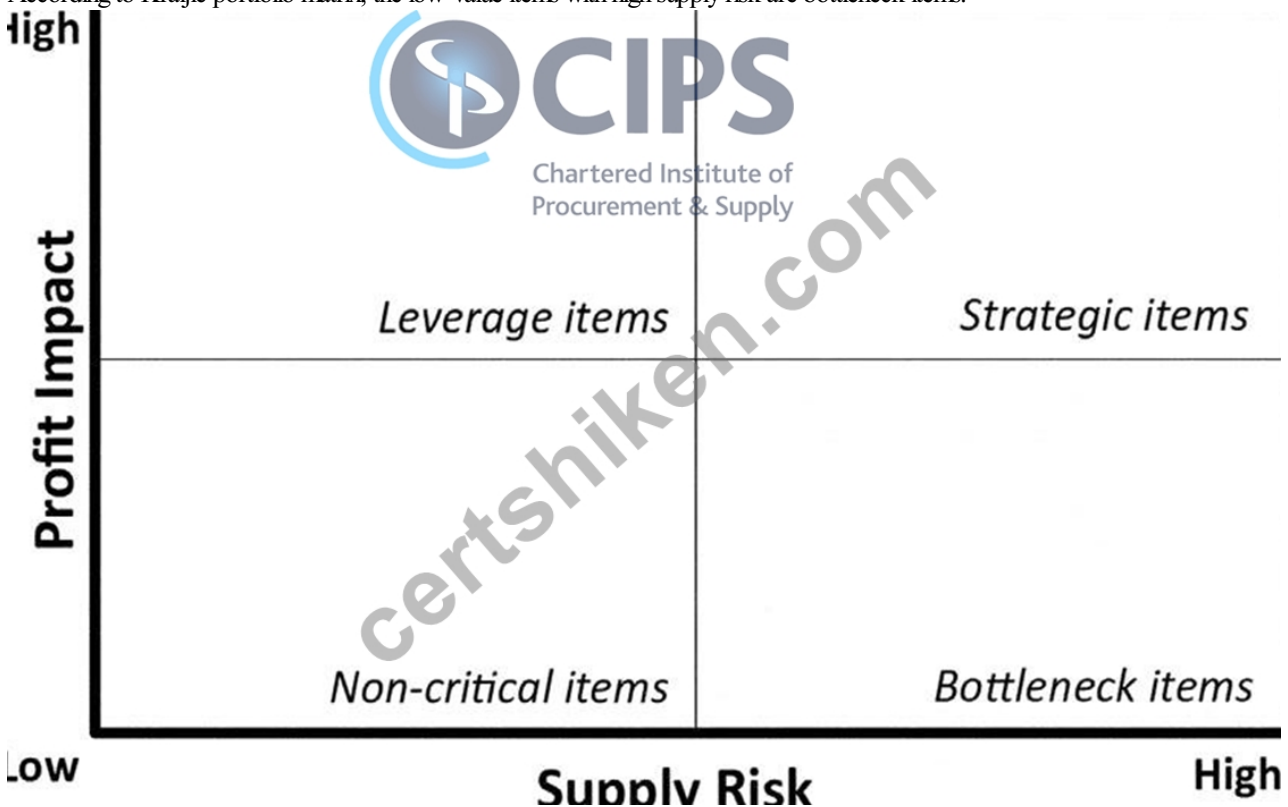 According to Kraljic portfolio matrix, the low-value items with high supply risk are bottleneck items.
High
CIPS
Chartered Institute of
Procurement & Supply
Profit Impact
Leverage items
Strategic items
certshiken.com
Non-critical items
Bottleneck items
Low
High
Supply Risk